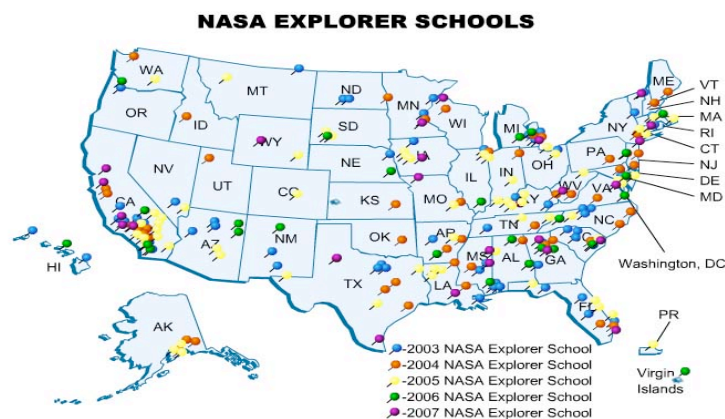 NASA EXPLORER SCHOOLS
WA
MT
ND
MN
ME
VT
NH
MA
RI
CT
NJ
DE
MD
OR
ID
WY
SD
WI
MI
NY
PA
NV
UT
NE
IA
IL
IN
OH
WV
VA
CA
CO
KS
MO
KY
NC
AZ
NM
OK
AP
TN
SC
Washington, DC
HI
TX
LA
MS
AL
GA
FL
AK
PR
Virgin
Islands
-2003 NASA Explorer School
-2004 NASA Explorer School
-2005 NASA Explorer School
-2006 NASA Explorer School
-2007 NASA Explorer School